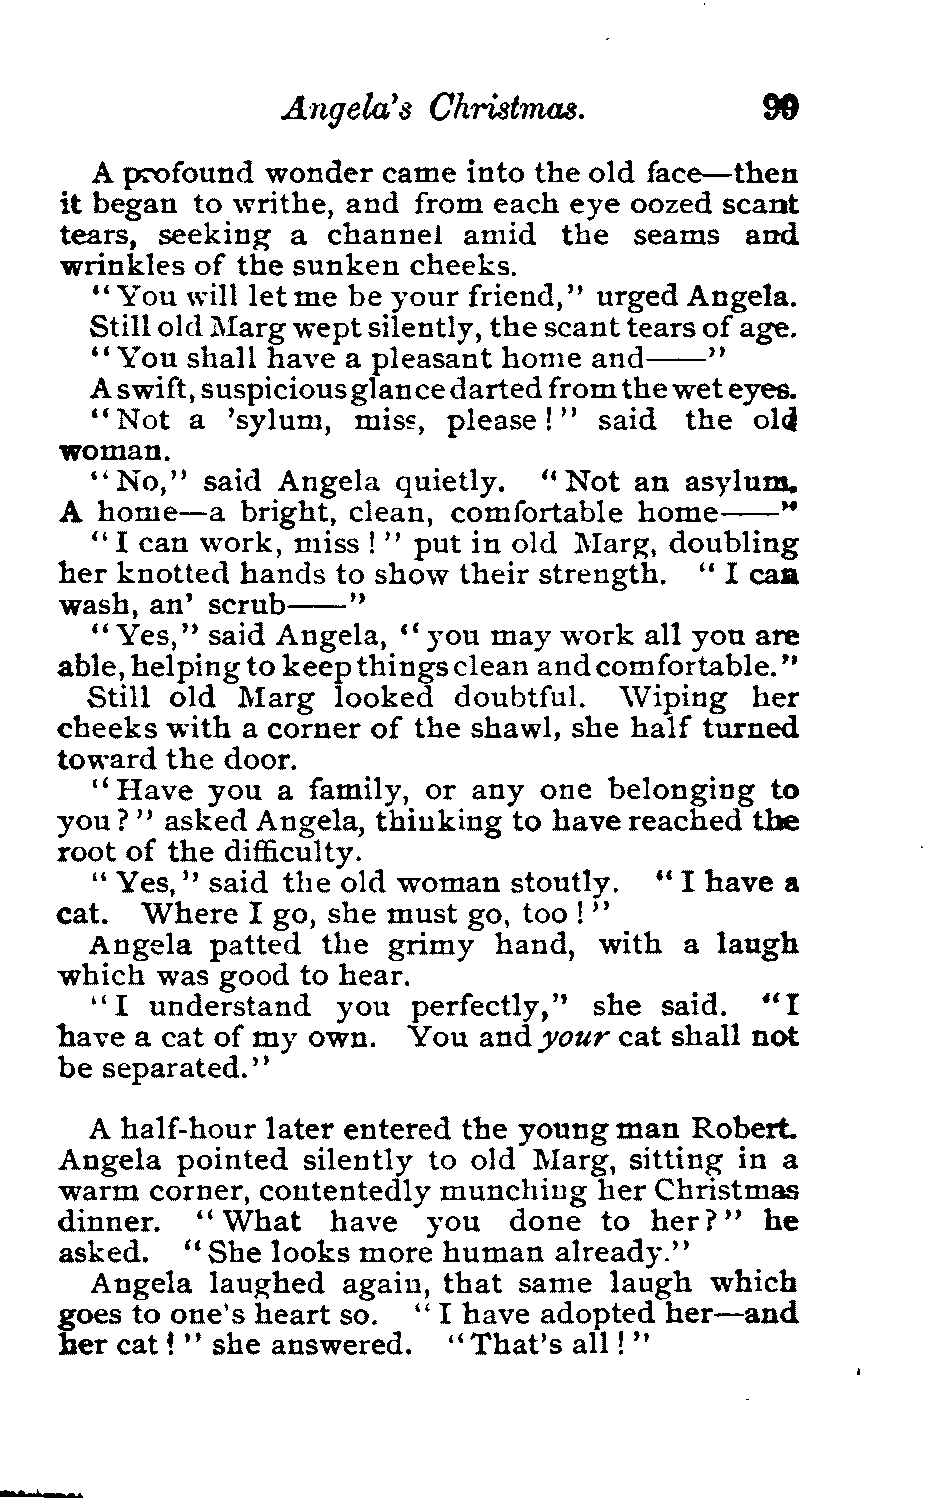 Angela's Christmas. 99
A profound wonder came into the old face—then
it began to writhe, and from each eye oozed scant
tears, seeking a channel amid the seams and
wrinkles of the sunken cheeks.
"You will let me be your friend," urged Angela.
Still old Marg wept silently, the scant tears of age.
"You shall have a pleasant home and——"
A swift, suspicious glance darted from the wet eyes.
"Not a 'sylum, miss, please!" said the old
woman.
"No," said Angela quietly. "Not an asylum.
A home—a bright, clean, comfortable home——"
"I can work, miss!" put in old Marg, doubling
her knotted hands to show their strength. "I can
wash, an' scrub——"
"Yes," said Angela, "you may work all you are
able, helping to keep things clean and comfortable."
Still old Marg looked doubtful. Wiping her
cheeks with a corner of the shawl, she half turned
toward the door.
"Have you a family, or any one belonging to
you?" asked Angela, thinking to have reached the
root of the difficulty.
"Yes," said the old woman stoutly. "I have a
cat. Where I go, she must go, too!"
Angela patted the grimy hand, with a laugh
which was good to hear.
"I understand you perfectly," she said. "I
have a cat of my own. You and your cat shall not
be separated."
A half-hour later entered the young man Robert.
Angela pointed silently to old Marg, sitting in a
warm corner, contentedly munching her Christmas
dinner. "What have you done to her?" he
asked. "She looks more human already."
Angela laughed again, that same laugh which
goes to one's heart so. "I have adopted her—and
her cat!" she answered. "That's all!"